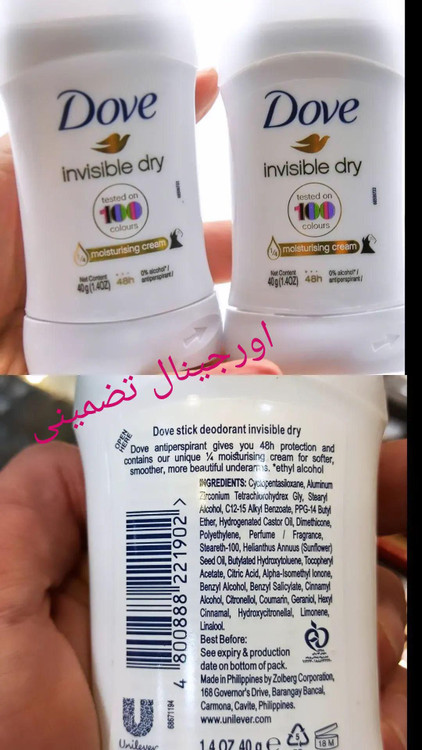 Dove
invisible dry
tested on
100
colours
¼ moisturising cream
Net Content
40g(1.4OZ)
48h
0% alcohol*/
antiperspirant/
Dove
invisible dry
tested on
100
colours
¼ moisturising cream
Net Content
40g(1.4OZ)
48h
0% alcohol*/
antiperspirant/
اورجینال تضمینی
OPEN
HERE
Dove stick deodorant invisible dry
Dove antiperspirant gives you 48h protection and
contains our unique ¼ moisturising cream for softer,
smoother, more beautiful underarms. *ethyl alcohol
INGREDIENTS: Cyclopentasiloxane, Aluminum
Zirconium Tetrachlorohydrex Gly, Stearyl
Alcohol, C12-15 Alkyl Benzoate, PPG-14 Butyl
Ether, Hydrogenated Castor Oil, Dimethicone,
Polyethylene, Perfume / Fragrance,
Steareth-100, Helianthus Annuus (Sunflower)
Seed Oil, Butylated Hydroxytoluene, Tocopheryl
Acetate, Citric Acid, Alpha-Isomethyl Ionone,
Benzyl Alcohol, Benzyl Salicylate, Cinnamyl
Alcohol, Citronellol, Coumarin, Geraniol, Hexyl
Cinnamal, Hydroxycitronellal, Limonene,
Linalool.
Best Before:
See expiry & production
date on bottom of pack.
Made in Philippines by Zolberg Corporation,
168 Governor's Drive, Barangay Bancal,
Carmona, Cavite, Philippines.
www.unilever.com
1.4 OZ 40 g e
5
18 M
4 800888 221902 >
68671194
Unilever